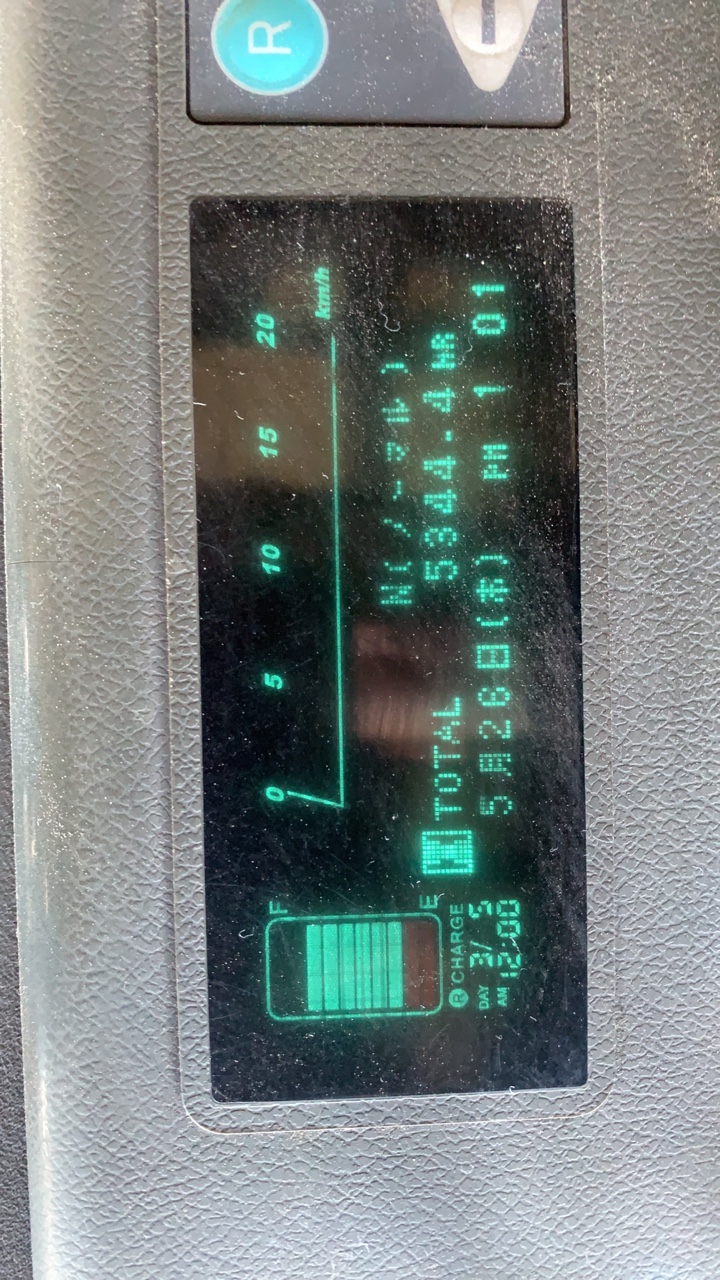 R
0 5 10 15 20
km/h
F
E
N(ノーマル)
TOTAL 5344.4 HR
R CHARGE
5月26日(木) PM 1 01
DAY 3/ 5
AM 12:00